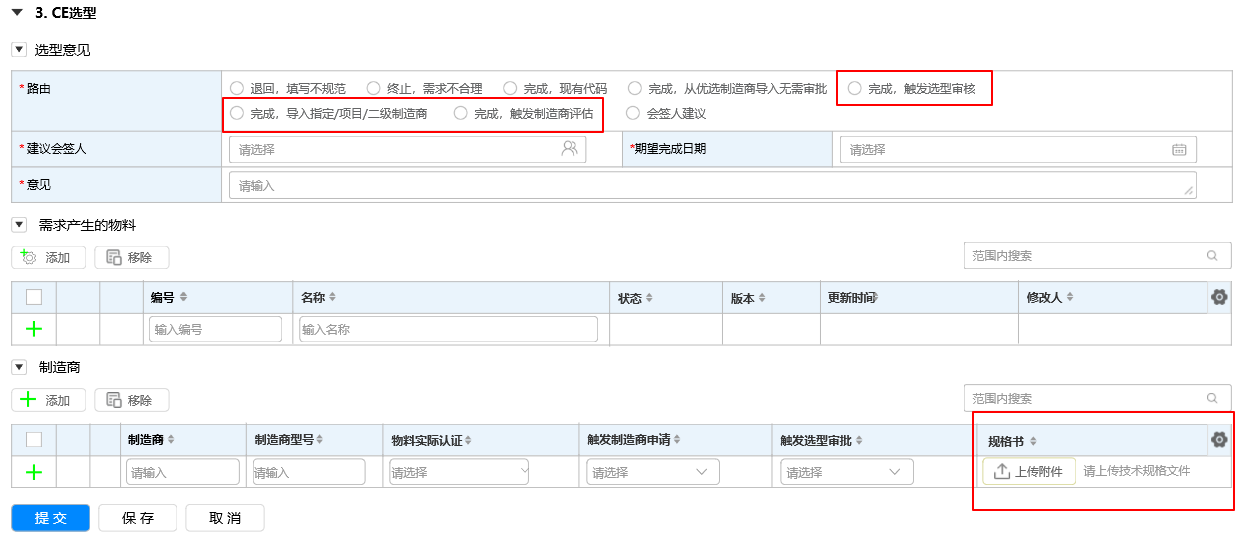 3. CE选型
选型意见
*路由
退回，填写不规范 终止，需求不合理 完成，现有代码 完成，从优选制造商导入无需审批 完成，触发选型审核
完成，导入指定/项目/二级制造商 完成，触发制造商评估 会签人建议
*建议会签人 请选择 *期望完成日期 请选择
*意见 请输入
需求产生的物料
添加 移除 范围内搜索
编号 名称 状态 版本 更新时间 修改人
输入编号 输入名称
制造商
添加 移除 范围内搜索
制造商 制造商型号 物料实际认证 触发制造商申请 触发选型审批 规格书
请输入 请输入 请选择 请选择 请选择 上传附件 请上传技术规格文件
提交 保存 取消